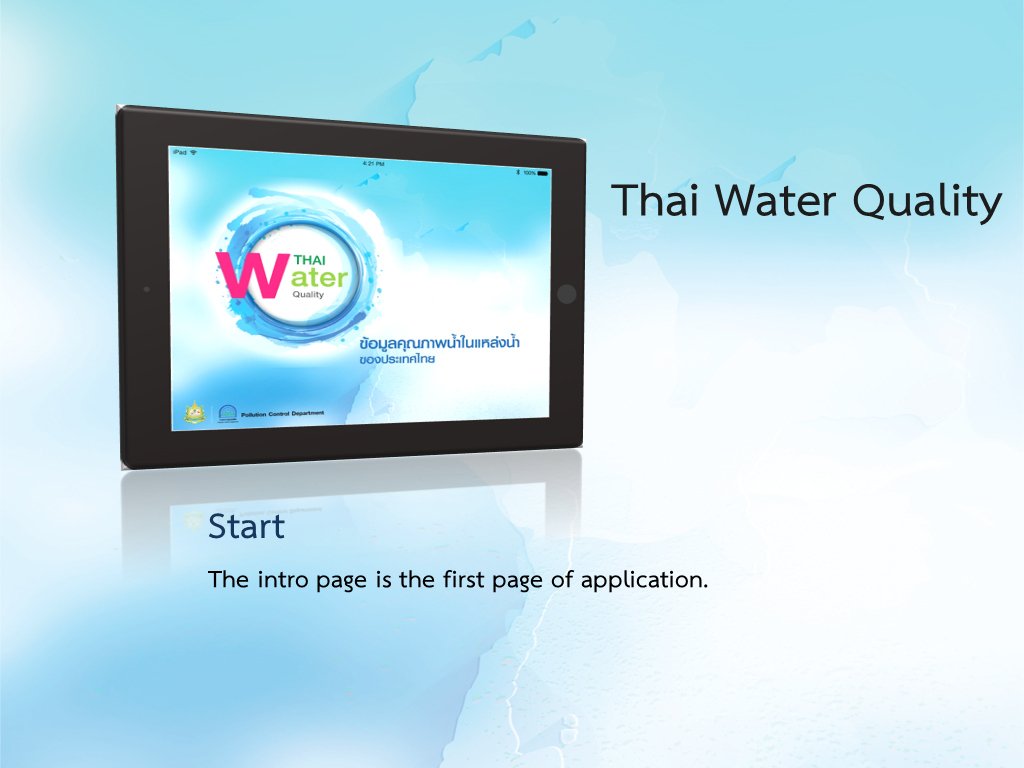 iPad
4:21 PM
100%
Thai Water Quality
THAI
Water
Quality
ข้อมูลคุณภาพน้ำในแหล่งน้ำ
ของประเทศไทย
Pollution Control Department
Start
The intro page is the first page of application.